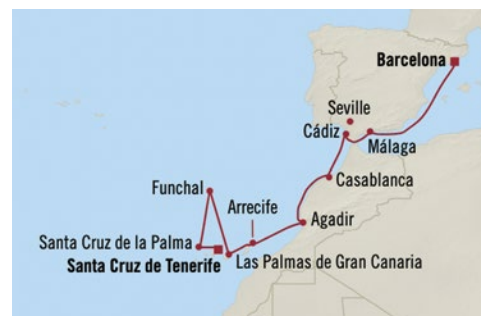 Barcelona
Seville
Cádiz
Málaga
Casablanca
Funchal
Arrecife
Agadir
Santa Cruz de la Palma
Santa Cruz de Tenerife
Las Palmas de Gran Canaria